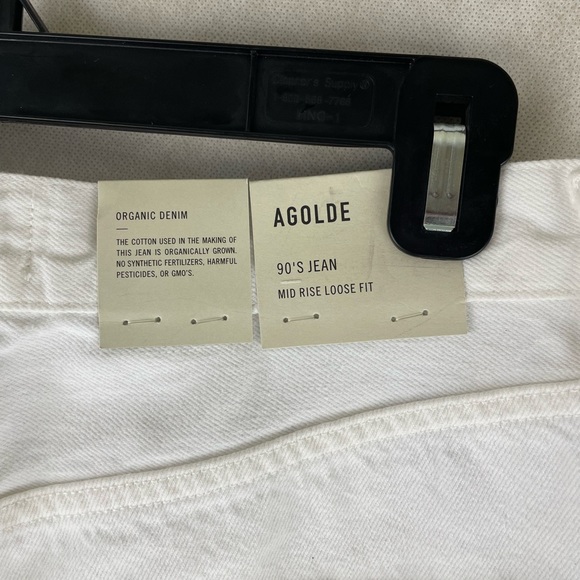 ORGANIC DENIM
THE COTTON USED IN THE MAKING OF
THIS JEAN IS ORGANICALLY GROWN.
NO SYNTHETIC FERTILIZERS, HARMFUL
PESTICIDES, OR GMO'S.
AGOLDE
90'S JEAN
MID RISE LOOSE FIT